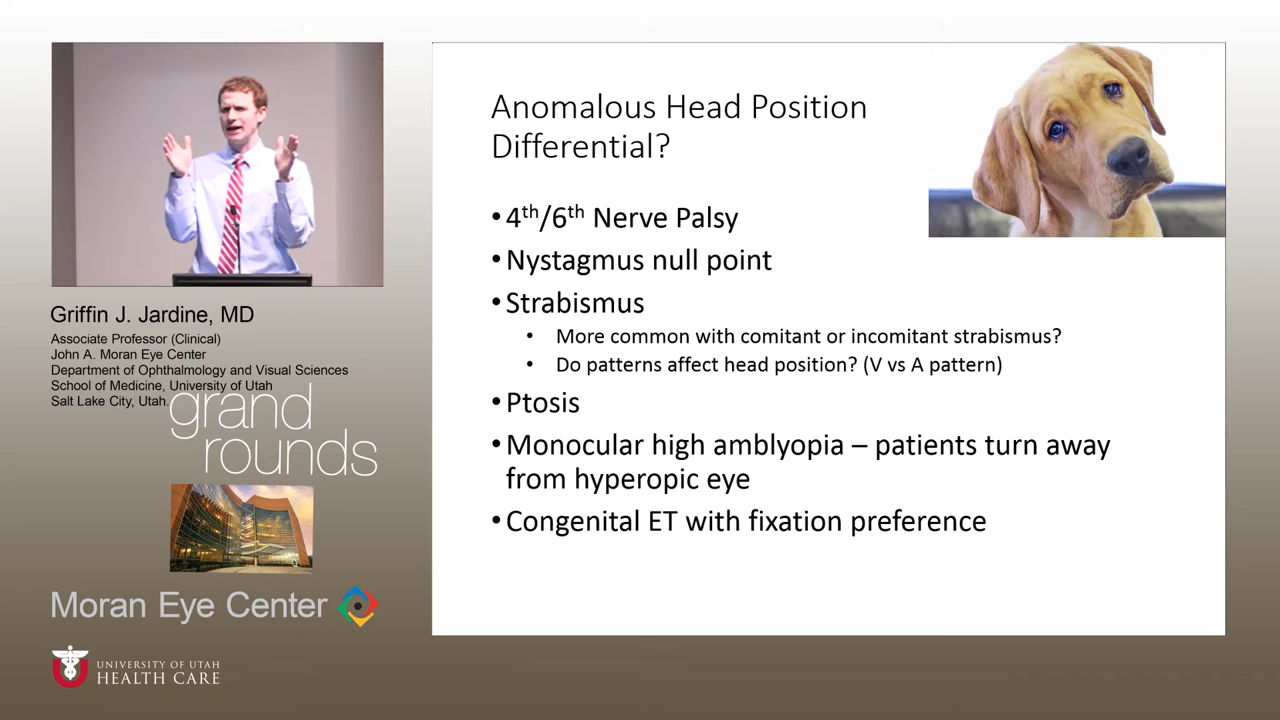 Anomalous Head Position
Differential?
•4th/6th Nerve Palsy
•Nystagmus null point
•Strabismus
• More common with comitant or incomitant strabismus?
• Do patterns affect head position? (V vs A pattern)
•Ptosis
•Monocular high amblyopia – patients turn away
from hyperopic eye
•Congenital ET with fixation preference
Griffin J. Jardine, MD
Associate Professor (Clinical)
John A. Moran Eye Center
Department of Ophthalmology and Visual Sciences
School of Medicine, University of Utah
Salt Lake City, Utah.
grand
rounds
Moran Eye Center
U
UNIVERSITY OF UTAH
HEALTH CARE